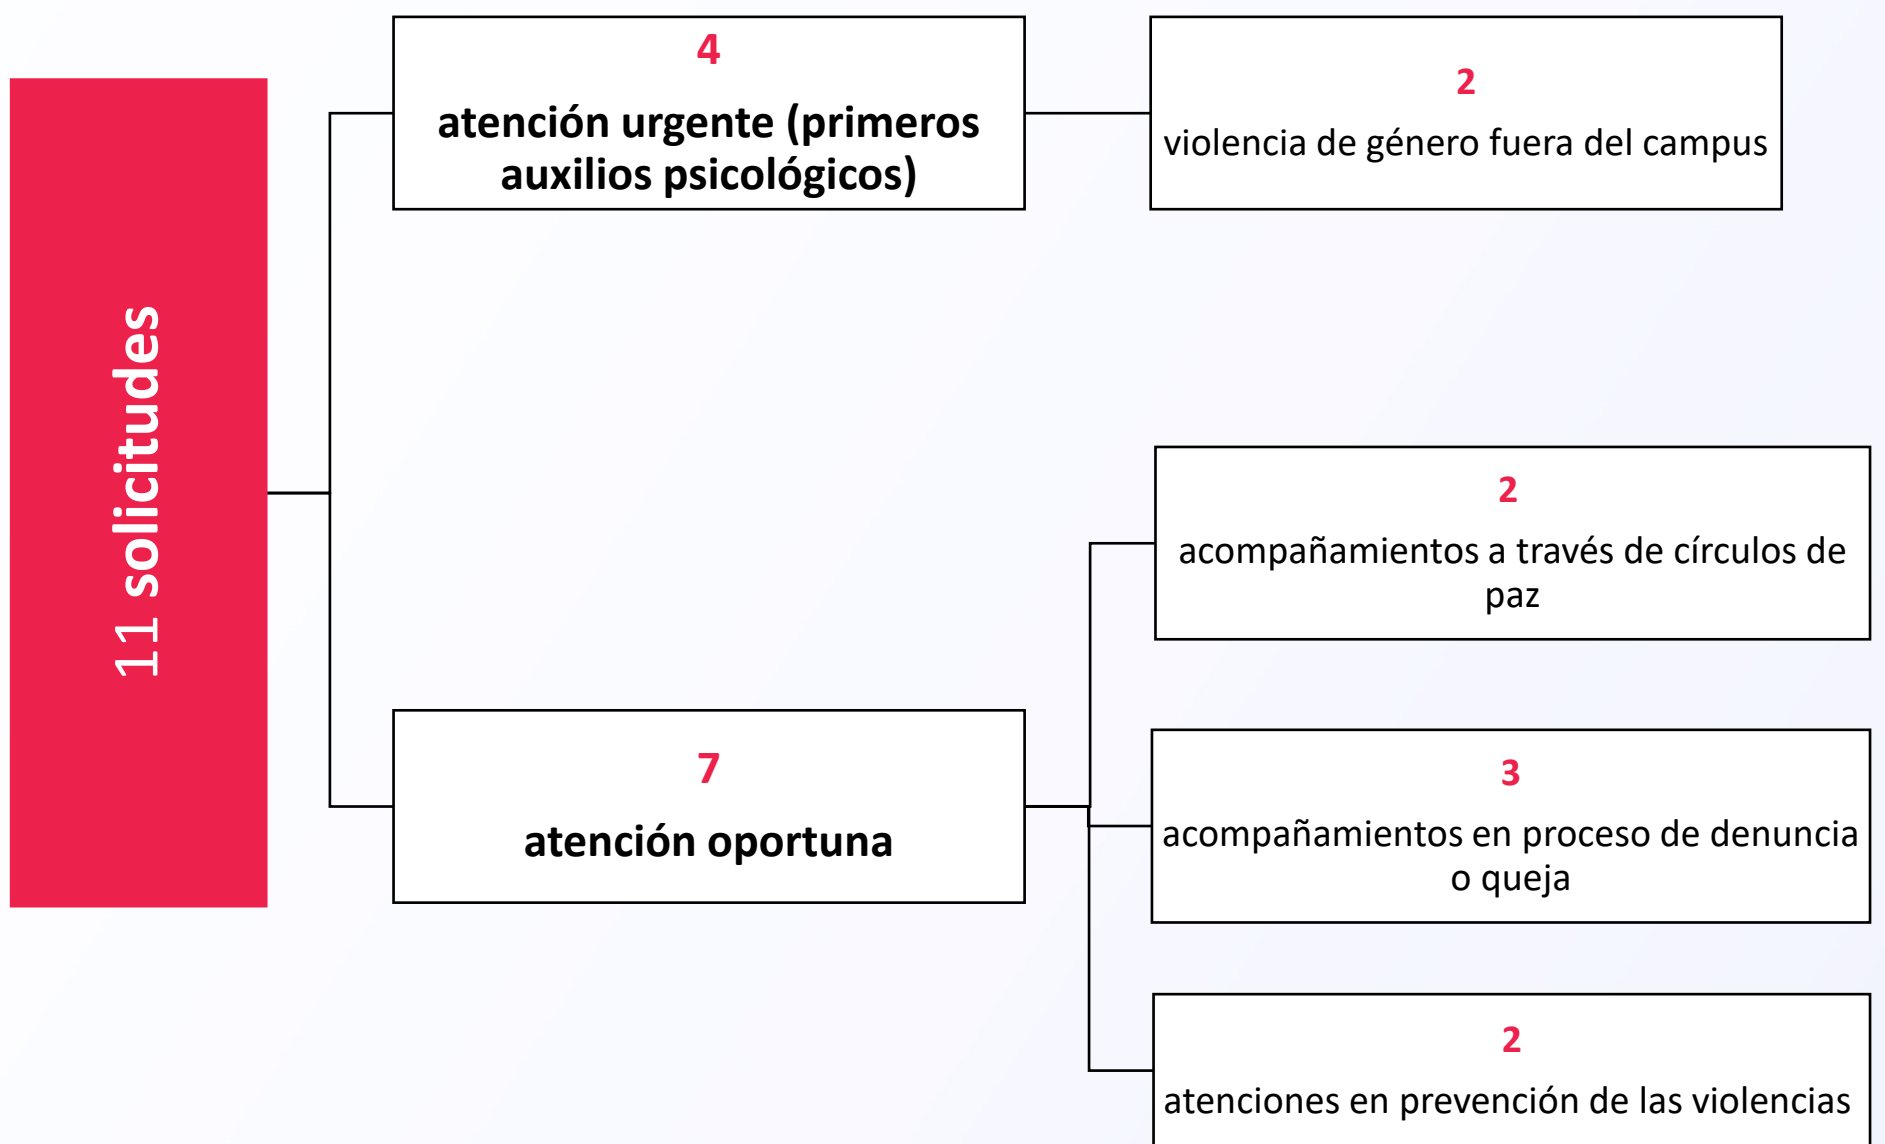 11 solicitudes
4
atención urgente (primeros
auxilios psicológicos)
2
violencia de género fuera del campus
7
atención oportuna
2
acompañamientos a través de círculos de
paz
3
acompañamientos en proceso de denuncia
o queja
2
atenciones en prevención de las violencias